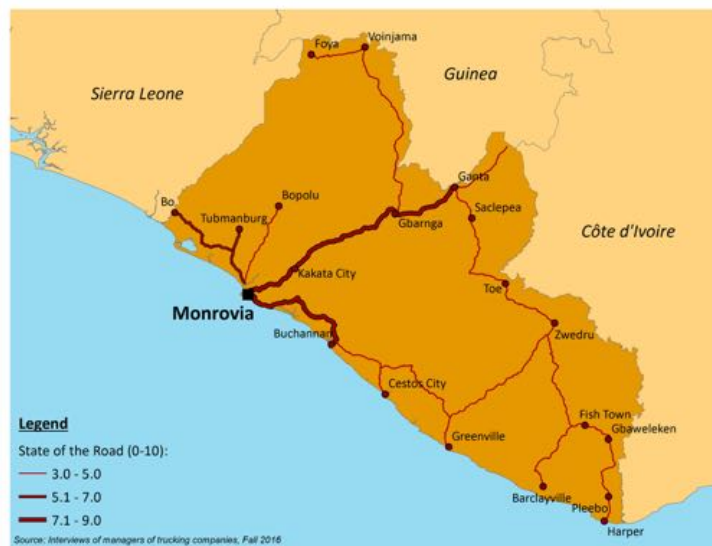 Foya
Voinjama
Guinea
Sierra Leone
Ganta
Bo
Bopolu
Tubmanburg
Gbarnga
Saclepea
Côte d'Ivoire
Kakata City
Monrovia
Toe
Buchannan
Zwedru
Cestos City
Legend
Fish Town
Gbaweleken
State of the Road (0-10):
Greenville
3.0 - 5.0
5.1 - 7.0
Barclayville
Pleebo
7.1 - 9.0
Harper
Source: Interviews of managers of trucking companies, Fall 2016